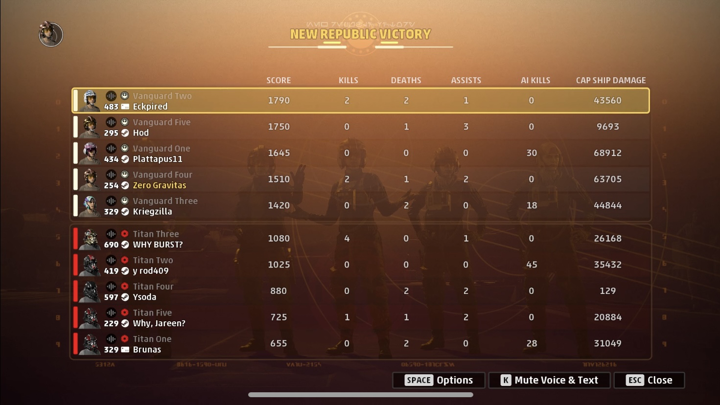 NEW REPUBLIC VICTORY
SCORE KILLS DEATHS ASSISTS AI KILLS CAP SHIP DAMAGE
Vanguard Two
483 Eckpired 1790 2 2 1 0 43560
Vanguard Five
295 Hod 1750 0 1 3 0 9693
Vanguard One
434 Plattapus11 1645 0 0 0 30 68912
Vanguard Four
254 Zero Gravitas 1510 2 1 2 0 63705
Vanguard Three
329 Kriegzilla 1420 0 2 0 18 44844
Titan Three
690 WHY BURST? 1080 4 0 1 0 26168
Titan Two
419 y rod409 1025 0 0 0 45 35432
Titan Four
597 Ysoda 880 0 2 2 0 129
Titan Five
229 Why, Jareen? 725 1 1 2 0 20884
Titan One
329 Brunas 655 0 2 0 28 31049
SPACE Options K Mute Voice & Text ESC Close